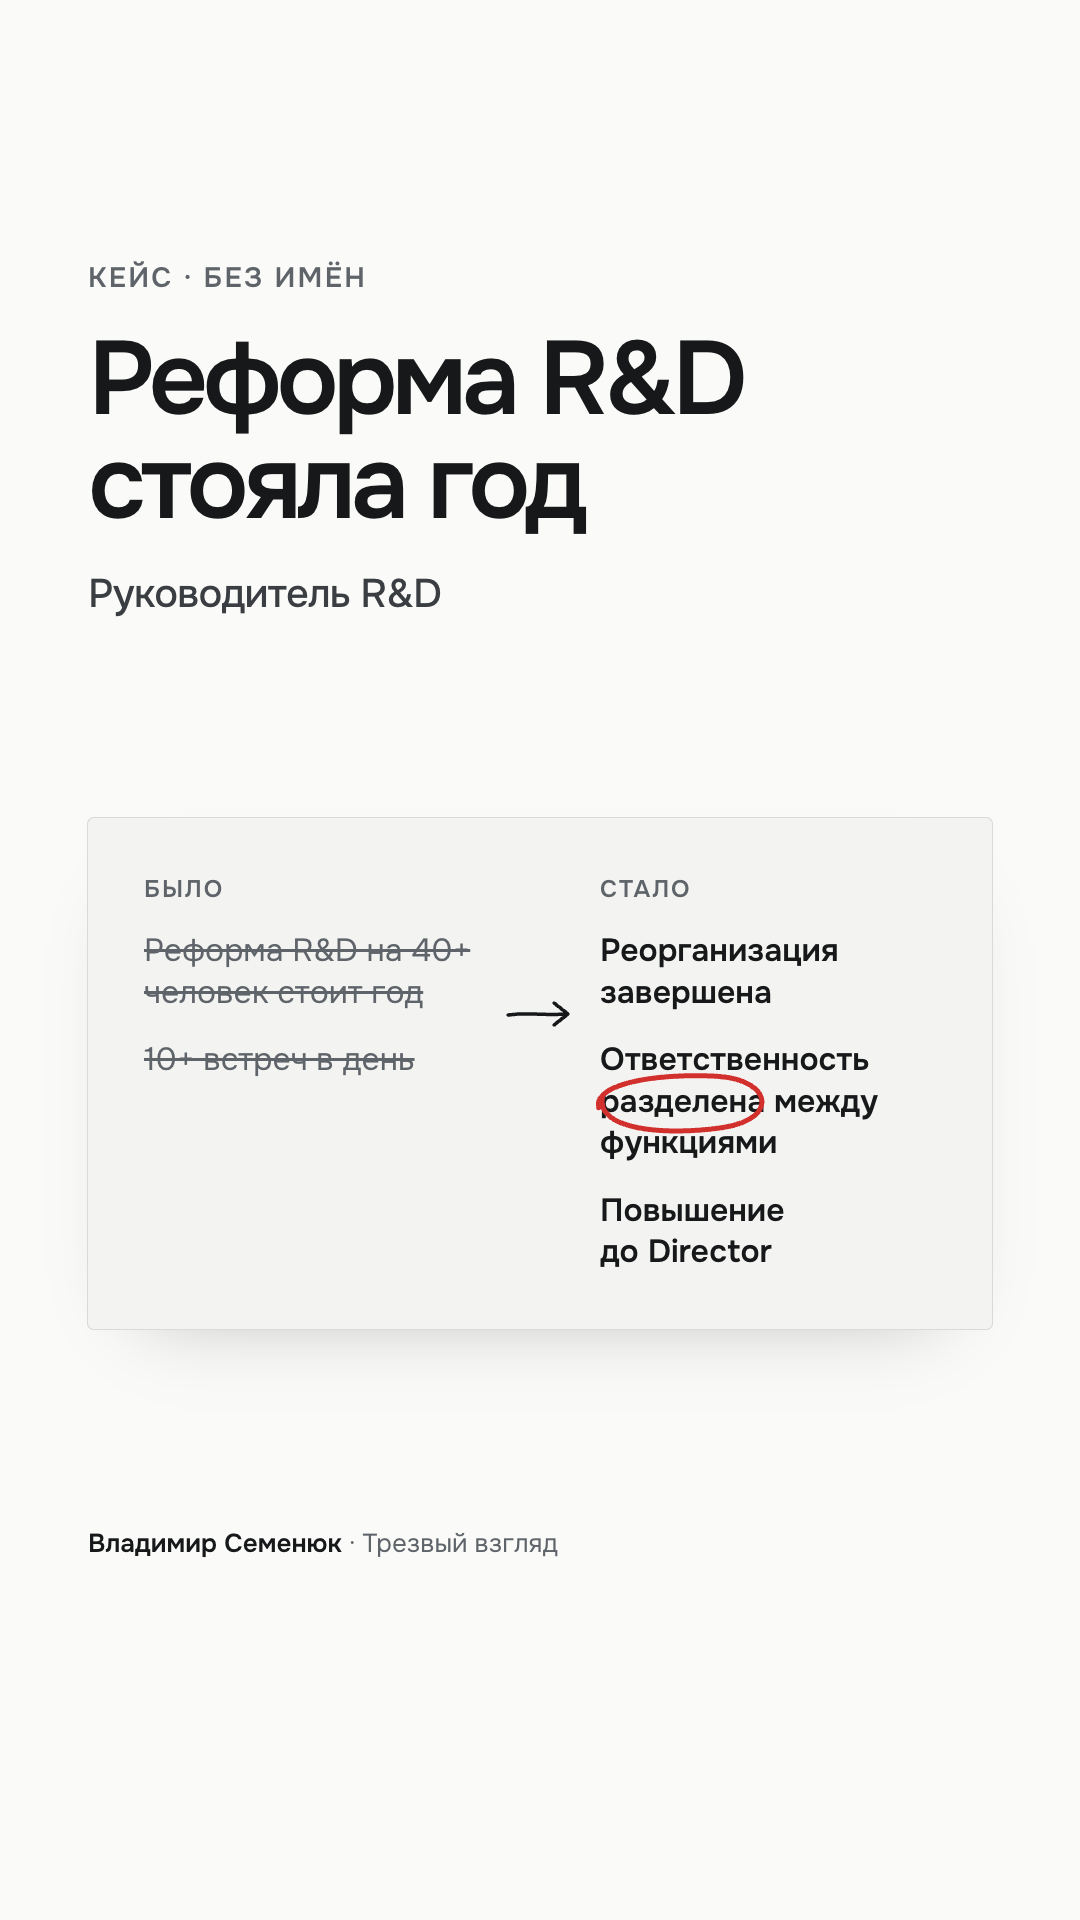 КЕЙС · БЕЗ ИМЁН
Реформа R&D
стояла год
Руководитель R&D
БЫЛО
Реформа R&D на 40+
человек стоит год
10+ встреч в день
СТАЛО
Реорганизация
завершена
Ответственность
разделена между
функциями
Повышение
до Director
Владимир Семенюк · Трезвый взгляд